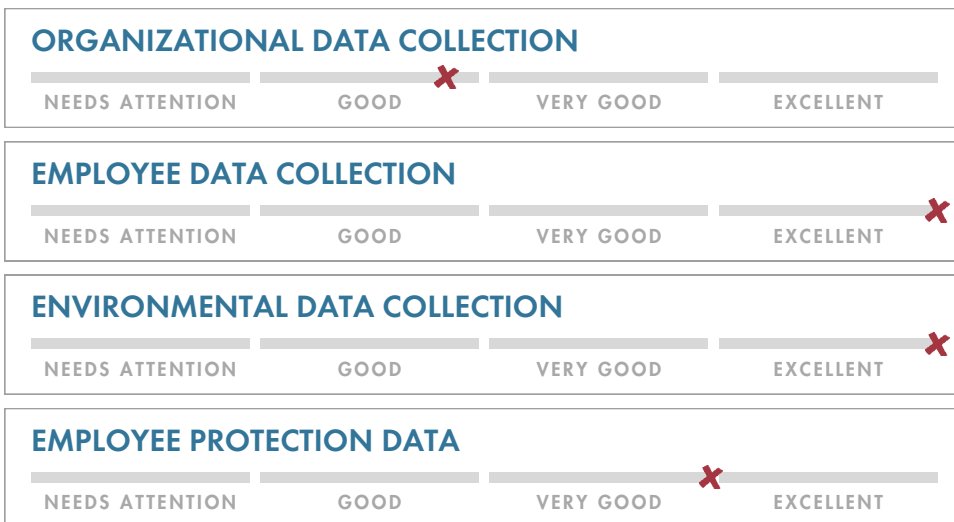 ORGANIZATIONAL DATA COLLECTION
NEEDS ATTENTION GOOD VERY GOOD EXCELLENT
EMPLOYEE DATA COLLECTION
NEEDS ATTENTION GOOD VERY GOOD EXCELLENT
ENVIRONMENTAL DATA COLLECTION
NEEDS ATTENTION GOOD VERY GOOD EXCELLENT
EMPLOYEE PROTECTION DATA
NEEDS ATTENTION GOOD VERY GOOD EXCELLENT